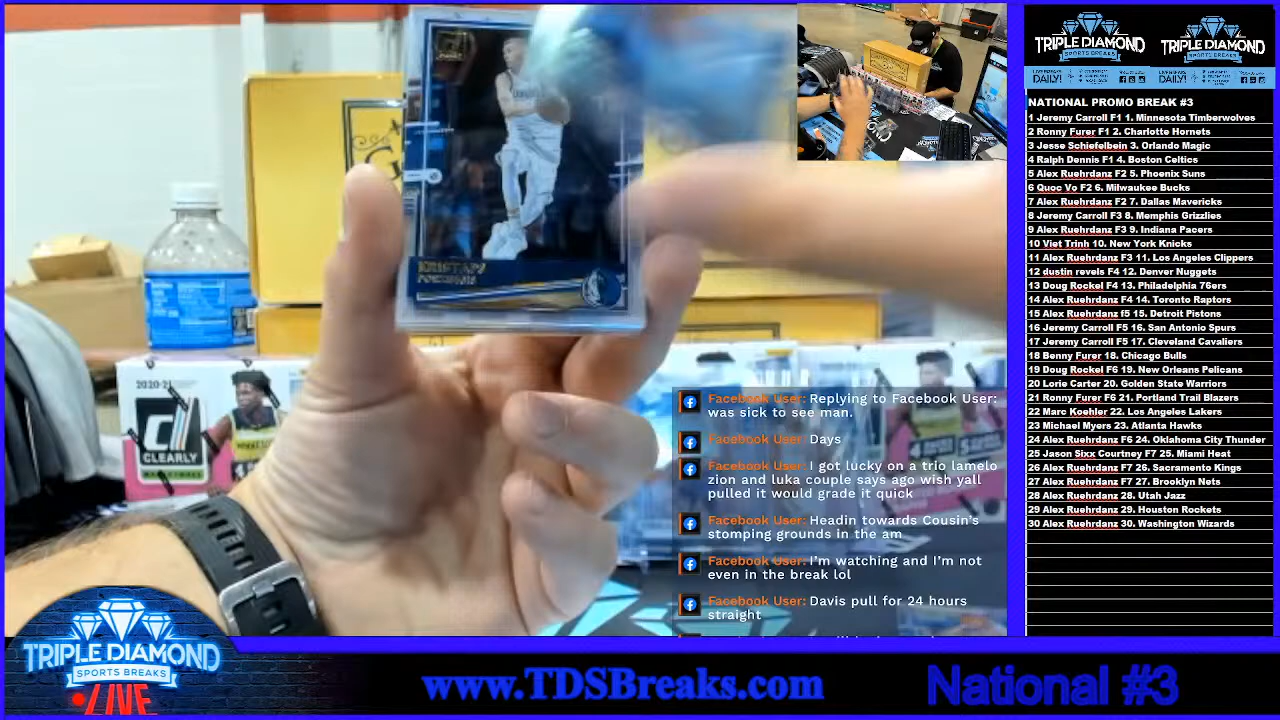 KRISTAPS
PORZINGIS
2020-21
CLEARLY
TRIPLE DIAMOND
SPORTS BREAKS
TRIPLE DIAMOND
SPORTS BREAKS
DAILY!
DAILY!
NATIONAL PROMO BREAK #3
1 Jeremy Carroll F1 1. Minnesota Timberwolves
2 Ronny Furer F1 2. Charlotte Hornets
3 Jesse Schiefelbein 3. Orlando Magic
4 Ralph Dennis F1 4. Boston Celtics
5 Alex Ruehrdanz F2 5. Phoenix Suns
6 Quoc Vo F2 6. Milwaukee Bucks
7 Alex Ruehrdanz F2 7. Dallas Mavericks
8 Jeremy Carroll F3 8. Memphis Grizzlies
9 Alex Ruehrdanz F3 9. Indiana Pacers
10 Viet Trinh 10. New York Knicks
11 Alex Ruehrdanz F3 11. Los Angeles Clippers
12 dustin revels F4 12. Denver Nuggets
13 Doug Rockel F4 13. Philadelphia 76ers
14 Alex Ruehrdanz F4 14. Toronto Raptors
15 Alex Ruehrdanz f5 15. Detroit Pistons
16 Jeremy Carroll F5 16. San Antonio Spurs
17 Jeremy Carroll F5 17. Cleveland Cavaliers
18 Benny Furer 18. Chicago Bulls
19 Doug Rockel F6 19. New Orleans Pelicans
20 Lorie Carter 20. Golden State Warriors
21 Ronny Furer F6 21. Portland Trail Blazers
22 Marc Koehler 22. Los Angeles Lakers
23 Michael Myers 23. Atlanta Hawks
24 Alex Ruehrdanz F6 24. Oklahoma City Thunder
25 Jason Sixx Courtney F7 25. Miami Heat
26 Alex Ruehrdanz F7 26. Sacramento Kings
27 Alex Ruehrdanz F7 27. Brooklyn Nets
28 Alex Ruehrdanz 28. Utah Jazz
29 Alex Ruehrdanz 29. Houston Rockets
30 Alex Ruehrdanz 30. Washington Wizards
Facebook User: Replying to Facebook User:
was sick to see man.
Facebook User: Days
Facebook User: I got lucky on a trio lamelo
zion and luka couple says ago wish yall
pulled it would grade it quick
Facebook User: Headin towards Cousin's
stomping grounds in the am
Facebook User: I'm watching and I'm not
even in the break lol
Facebook User: Davis pull for 24 hours
straight
TRIPLE DIAMOND
SPORTS BREAKS
LIVE
www.TDSBreaks.com
National #3